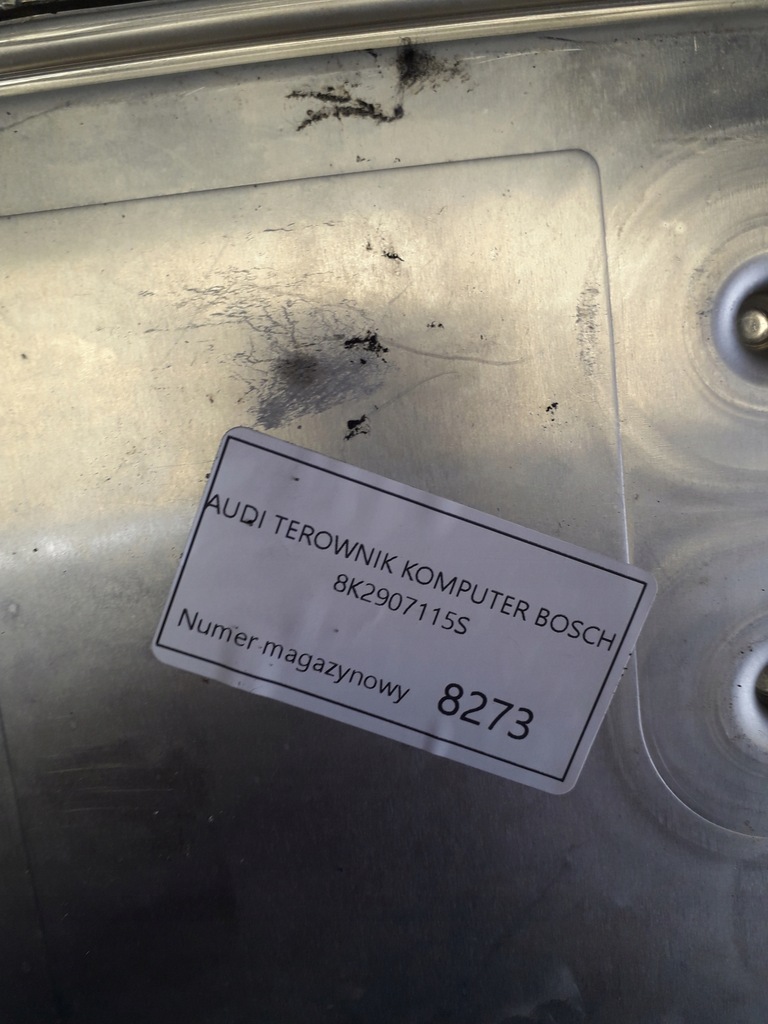 AUDI TEROWNIK KOMPUTER BOSCH
8K2907115S
Numer magazynowy 8273